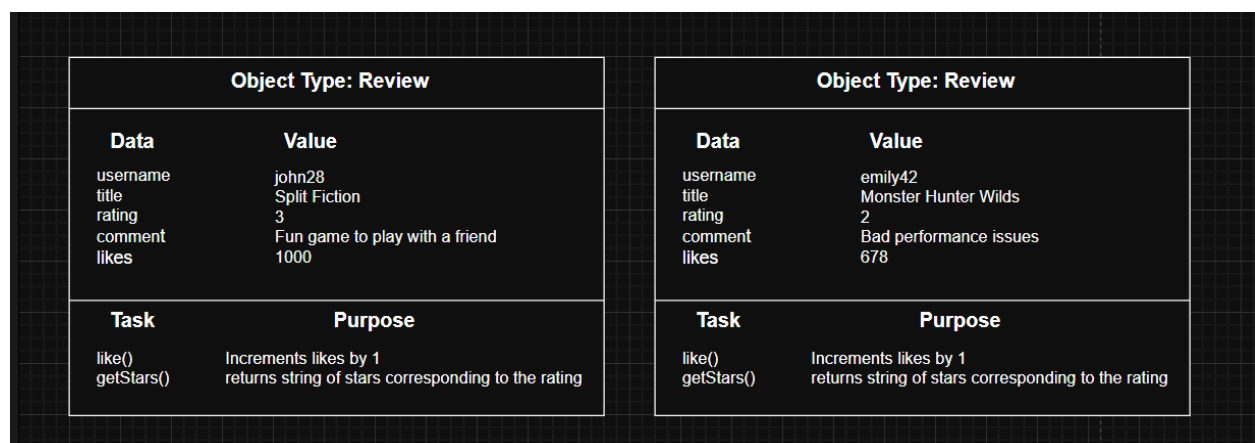 Object Type: Review
Data Value
username john28
title Split Fiction
rating 3
comment Fun game to play with a friend
likes 1000
Task Purpose
like() Increments likes by 1
getStars() returns string of stars corresponding to the rating
Object Type: Review
Data Value
username emily42
title Monster Hunter Wilds
rating 2
comment Bad performance issues
likes 678
Task Purpose
like() Increments likes by 1
getStars() returns string of stars corresponding to the rating